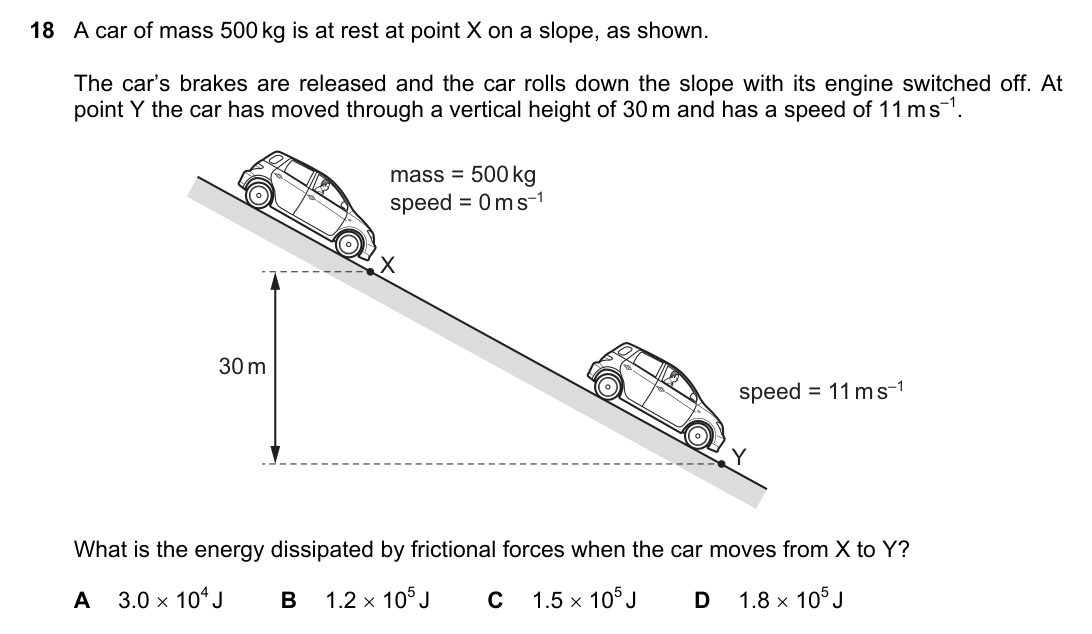 18 A car of mass 500 kg is at rest at point X on a slope, as shown.
The car's brakes are released and the car rolls down the slope with its engine switched off. At
point Y the car has moved through a vertical height of 30 m and has a speed of 11 m s⁻¹.
mass = 500 kg
speed = 0 m s⁻¹
X
30 m
speed = 11 m s⁻¹
Y
What is the energy dissipated by frictional forces when the car moves from X to Y?
A 3.0 × 10⁴ J B 1.2 × 10⁵ J C 1.5 × 10⁵ J D 1.8 × 10⁵ J